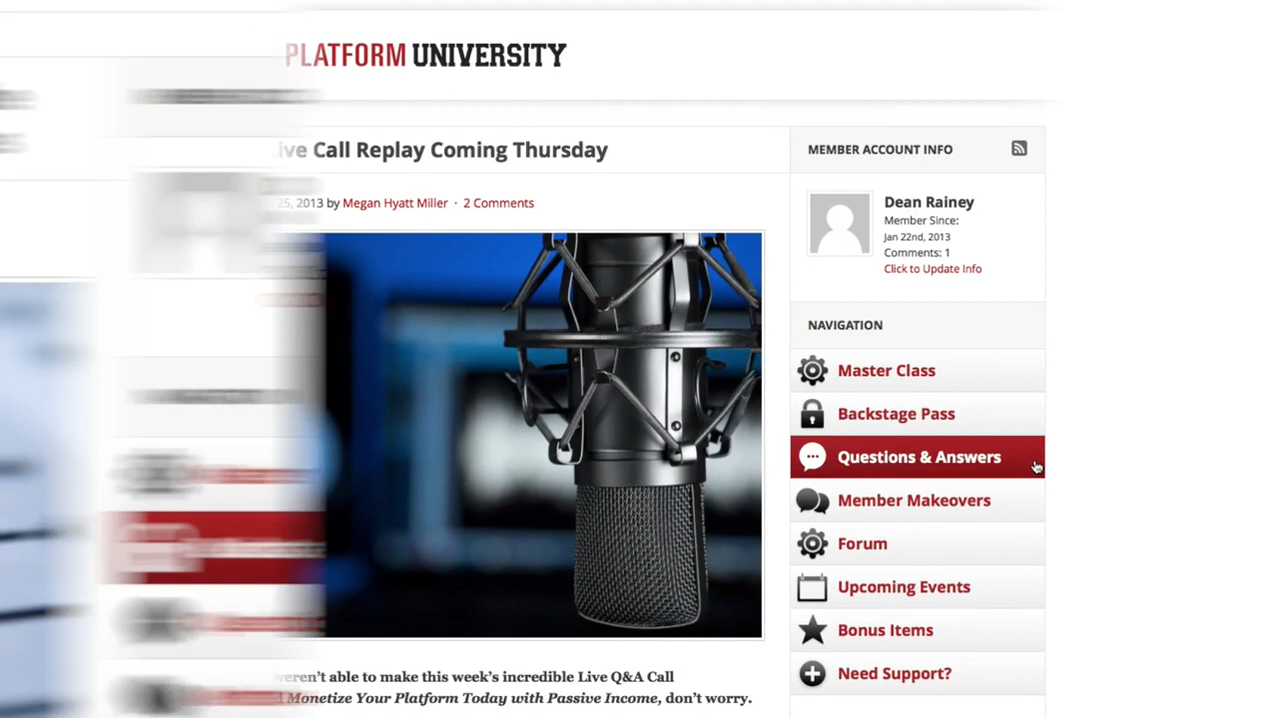 PLATFORM UNIVERSITY
Call Replay Coming Thursday
25, 2013 by Megan Hyatt Miller · 2 Comments
able to make this week's incredible Live Q&A Call
Monetize Your Platform Today with Passive Income, don't worry.
MEMBER ACCOUNT INFO
Dean Rainey
Member Since:
Jan 22nd, 2013
Comments: 1
Click to Update Info
NAVIGATION
Master Class
Backstage Pass
Questions & Answers
Member Makeovers
Forum
Upcoming Events
Bonus Items
Need Support?